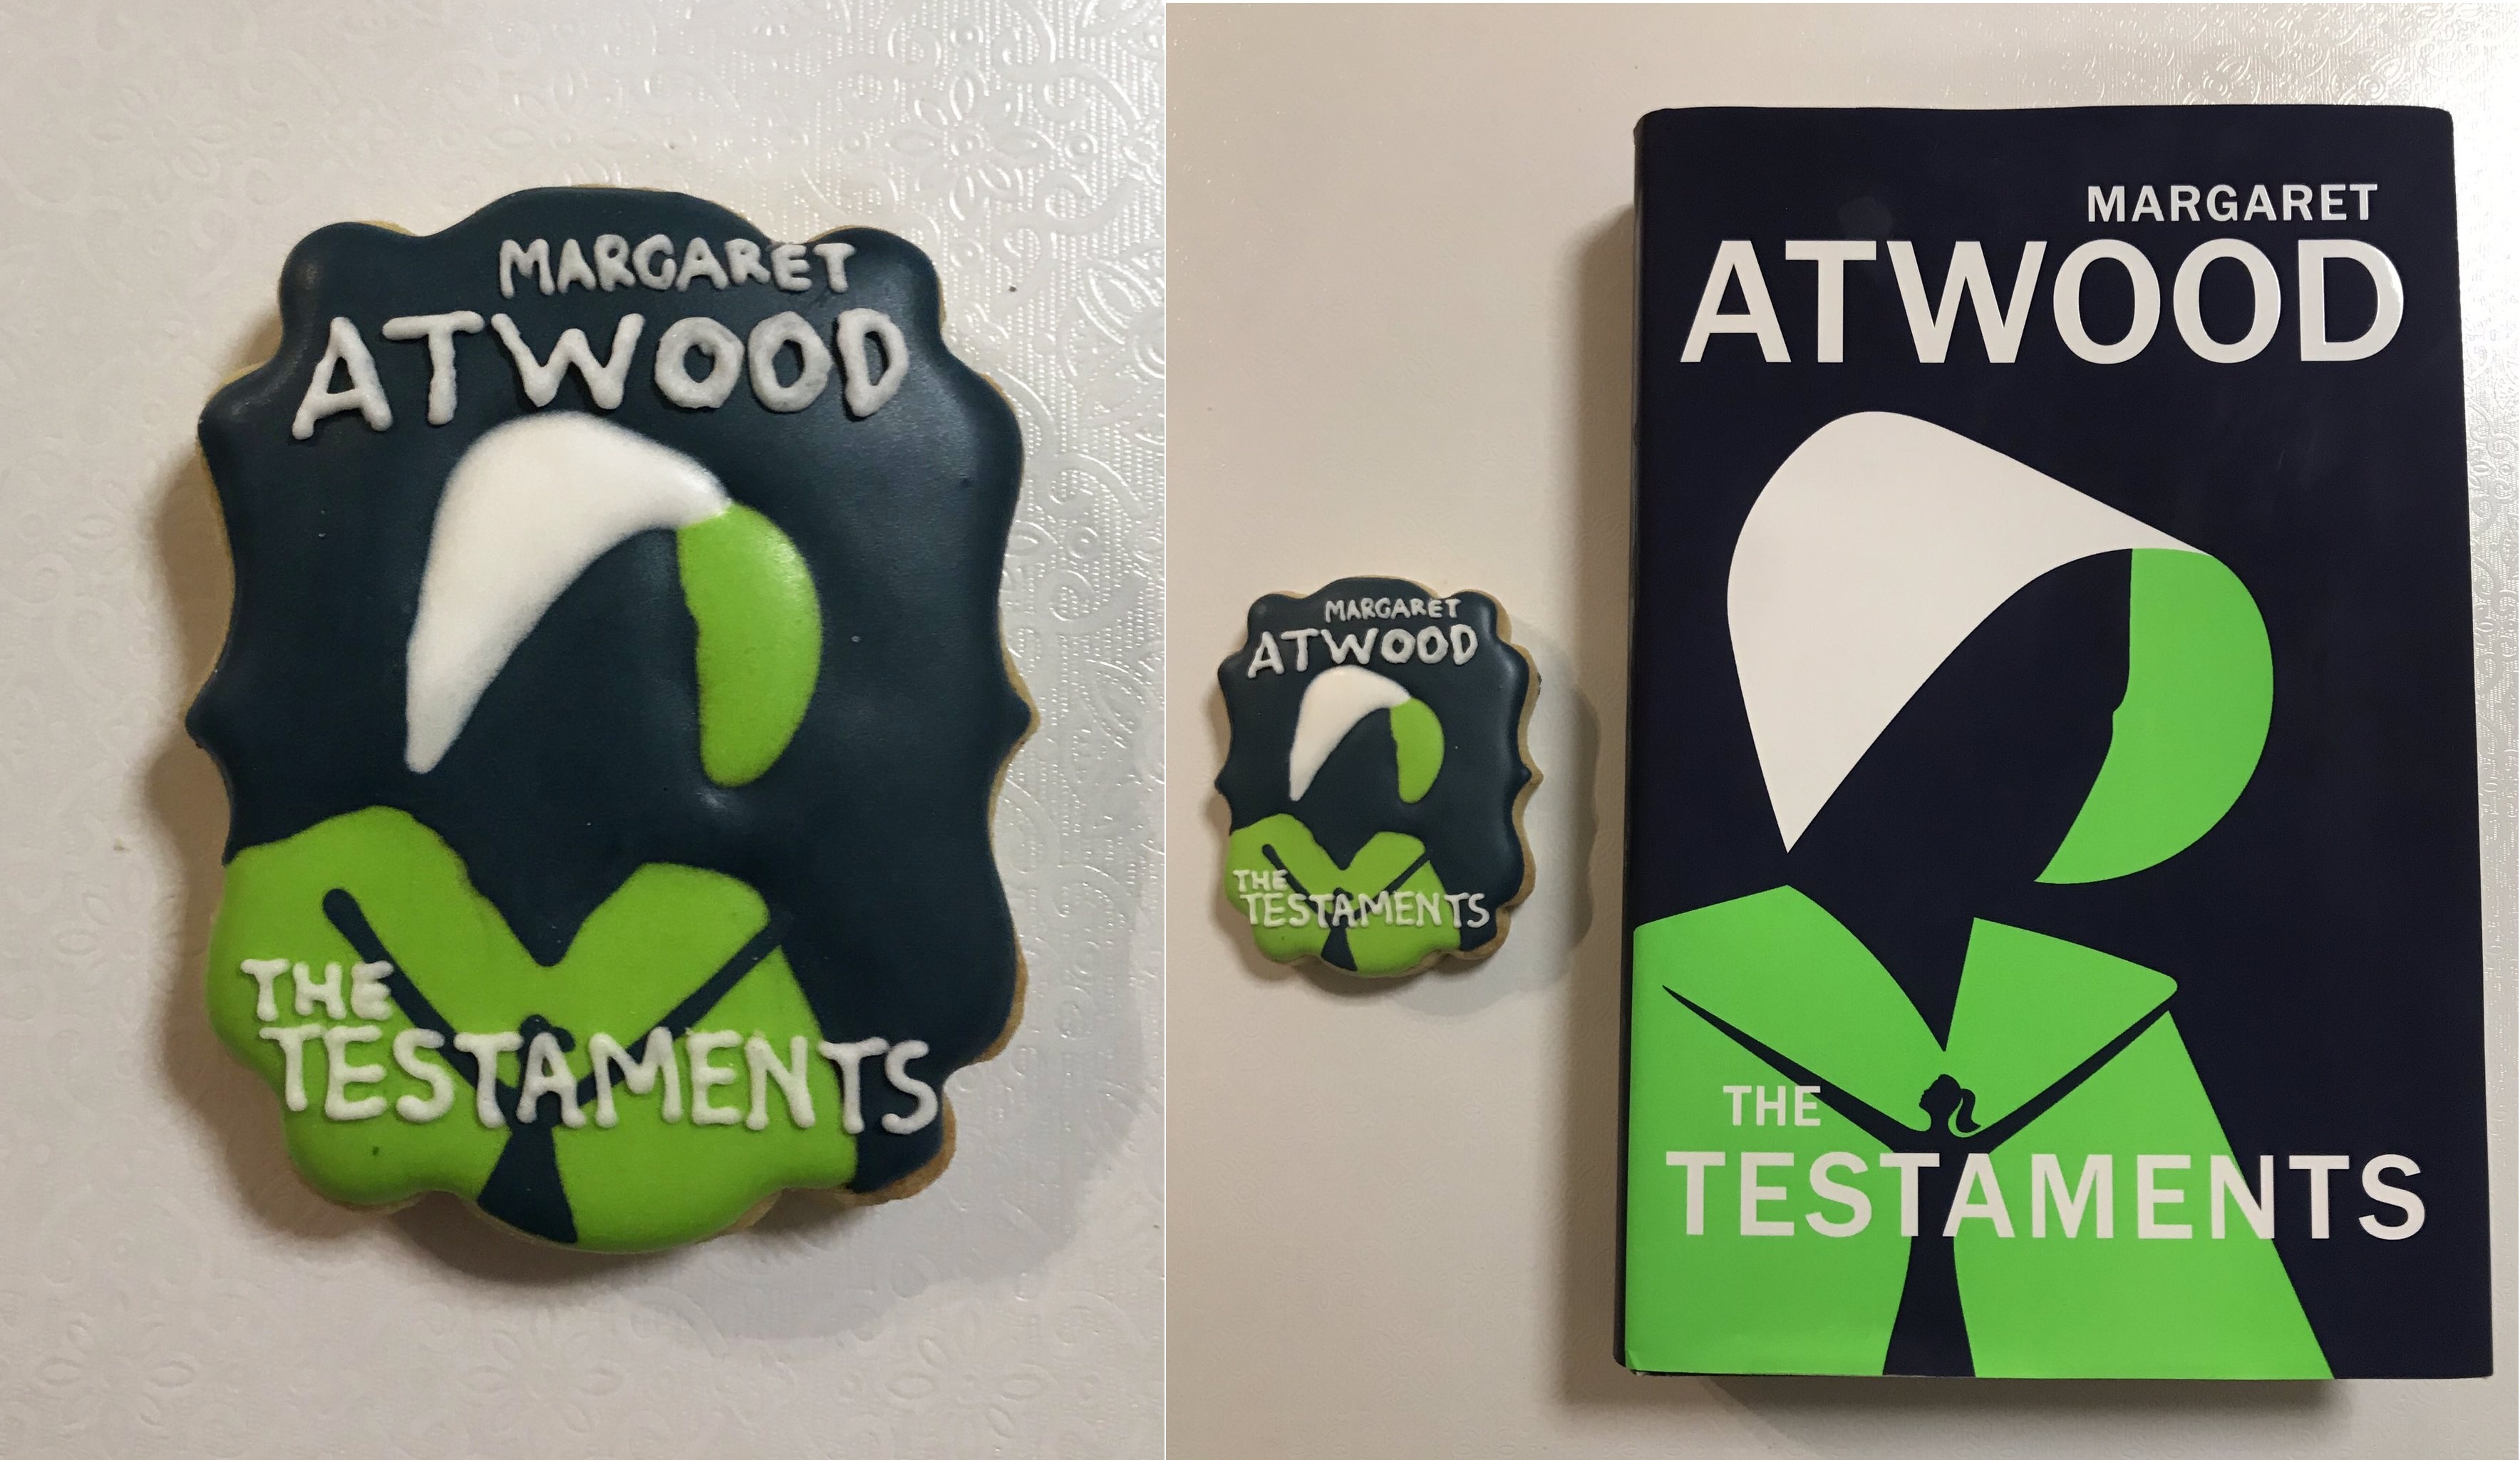 MARGARET
ATWOOD
THE
TESTAMENTS
MARGARET
ATWOOD
THE
TESTAMENTS
MARGARET
ATWOOD
THE
TESTAMENTS